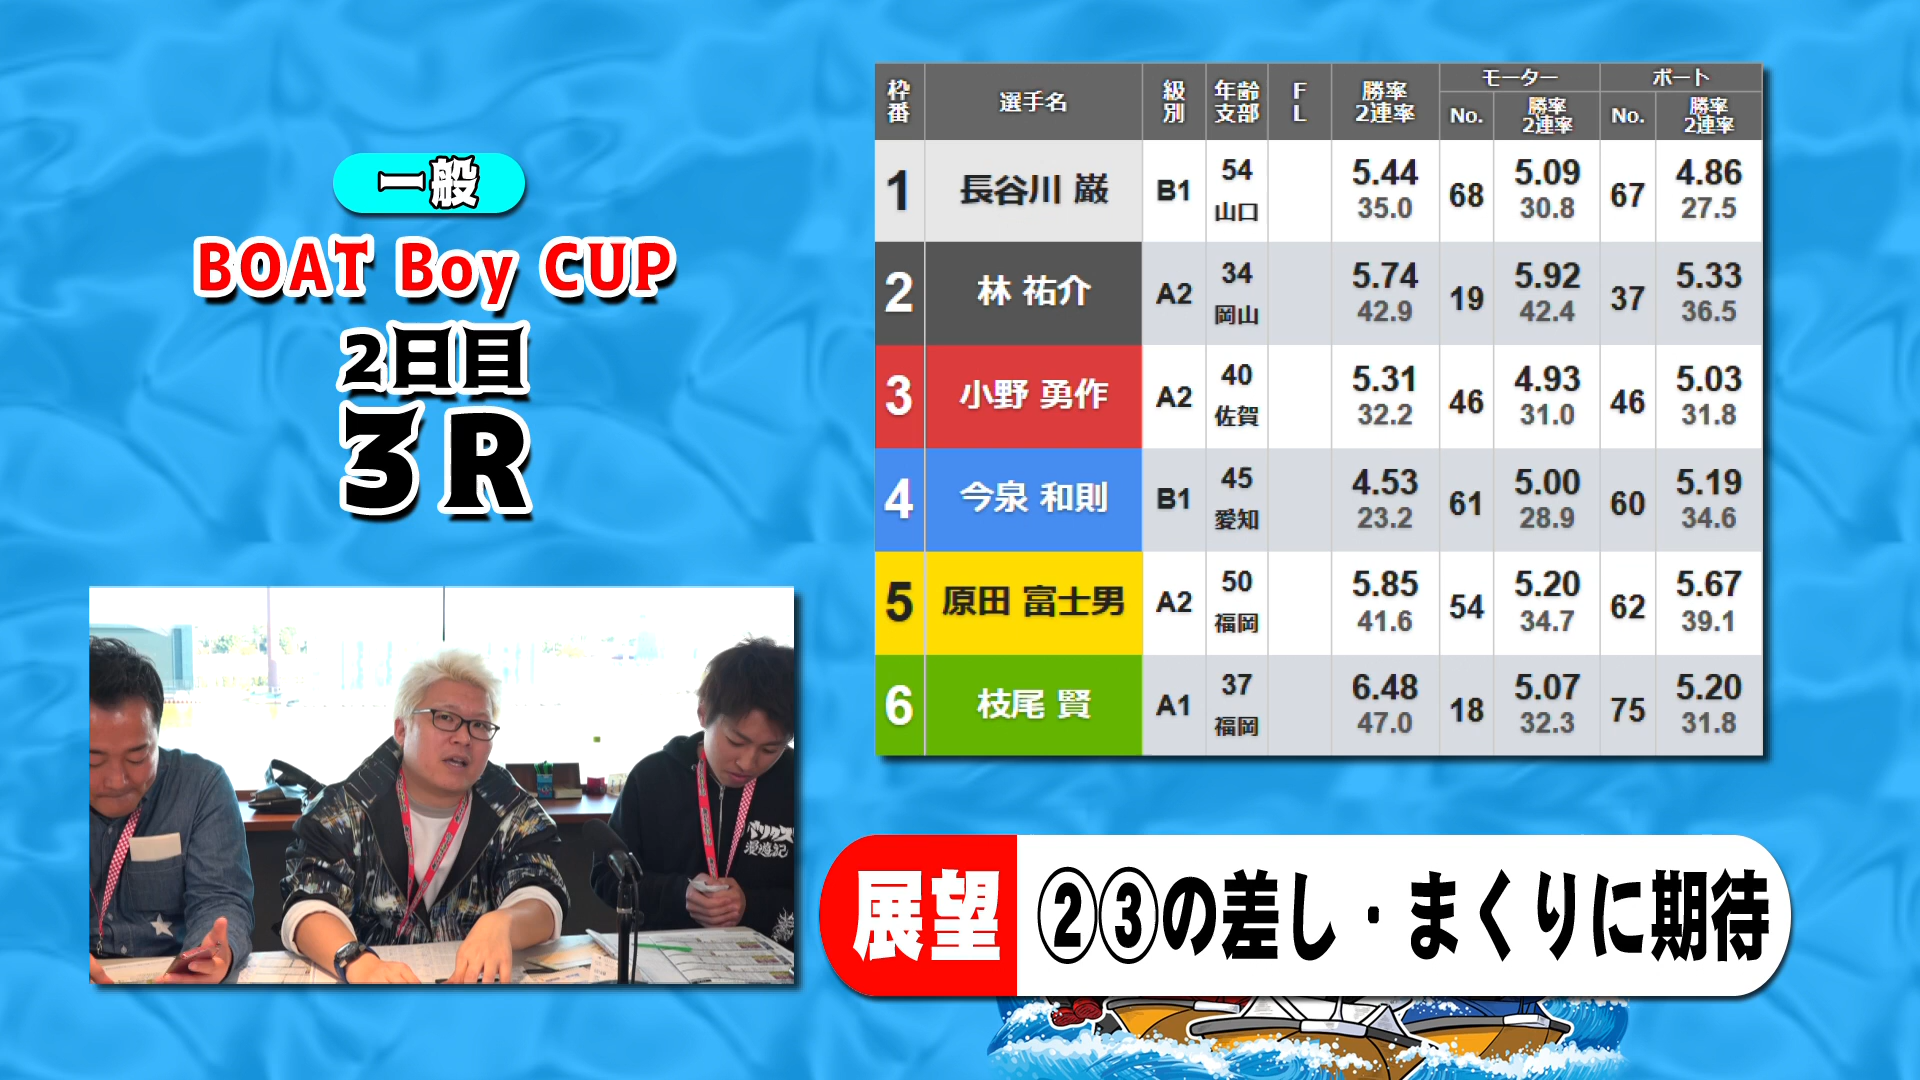 一般
BOAT Boy CUP
2日目
3R
枠番 選手名 級別 年齢支部 FL 勝率2連率 モーター ボート
No. 勝率2連率 No. 勝率2連率
1 長谷川 巌 B1 54 山口 5.44 35.0 68 5.09 30.8 67 4.86 27.5
2 林 祐介 A2 34 岡山 5.74 42.9 19 5.92 42.4 37 5.33 36.5
3 小野 勇作 A2 40 佐賀 5.31 32.2 46 4.93 31.0 46 5.03 31.8
4 今泉 和則 B1 45 愛知 4.53 23.2 61 5.00 28.9 60 5.19 34.6
5 原田 富士男 A2 50 福岡 5.85 41.6 54 5.20 34.7 62 5.67 39.1
6 枝尾 賢 A1 37 福岡 6.48 47.0 18 5.07 32.3 75 5.20 31.8
漫遊記
展望 ②③の差し・まくりに期待